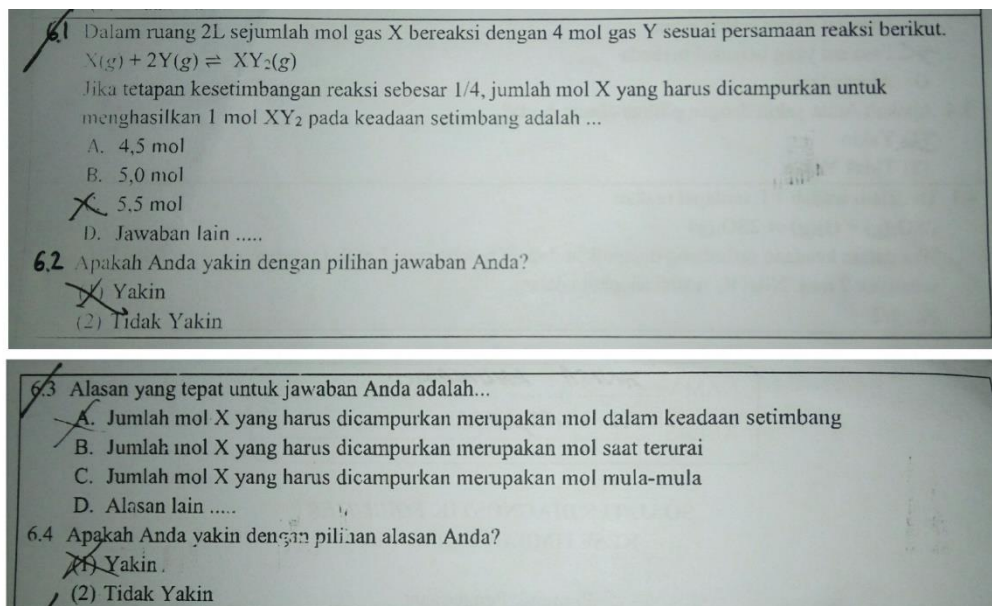 6.1 Dalam ruang 2L sejumlah mol gas X bereaksi dengan 4 mol gas Y sesuai persamaan reaksi berikut.
X(g) + 2Y(g) ⇌ XY₂(g)
Jika tetapan kesetimbangan reaksi sebesar 1/4, jumlah mol X yang harus dicampurkan untuk
menghasilkan 1 mol XY₂ pada keadaan setimbang adalah ...
A. 4,5 mol
B. 5,0 mol
C. 5,5 mol
D. Jawaban lain .....
6.2 Apakah Anda yakin dengan pilihan jawaban Anda?
(1) Yakin
(2) Tidak Yakin
6.3 Alasan yang tepat untuk jawaban Anda adalah...
A. Jumlah mol X yang harus dicampurkan merupakan mol dalam keadaan setimbang
B. Jumlah mol X yang harus dicampurkan merupakan mol saat terurai
C. Jumlah mol X yang harus dicampurkan merupakan mol mula-mula
D. Alasan lain .....
6.4 Apakah Anda yakin dengan pilihan alasan Anda?
(1) Yakin.
(2) Tidak Yakin